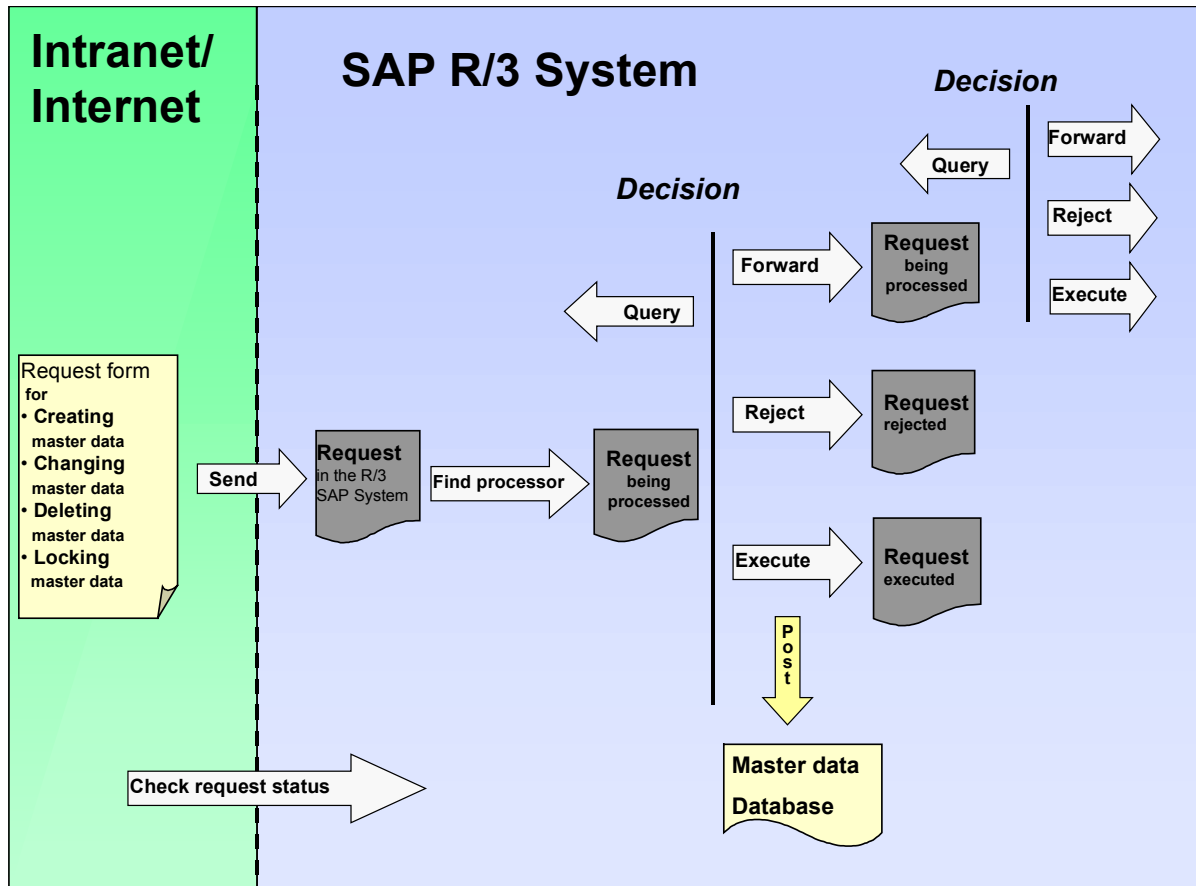 Intranet/
Internet
SAP R/3 System
Decision
Forward
Query
Reject
Execute
Decision
Forward
Request
being
processed
Query
Request form
for
• Creating
master data
• Changing
master data
• Deleting
master data
• Locking
master data
Send
Request
in the R/3
SAP System
Find processor
Request
being
processed
Reject
Request
rejected
Execute
Request
executed
P
o
s
t
Check request status
Master data
Database